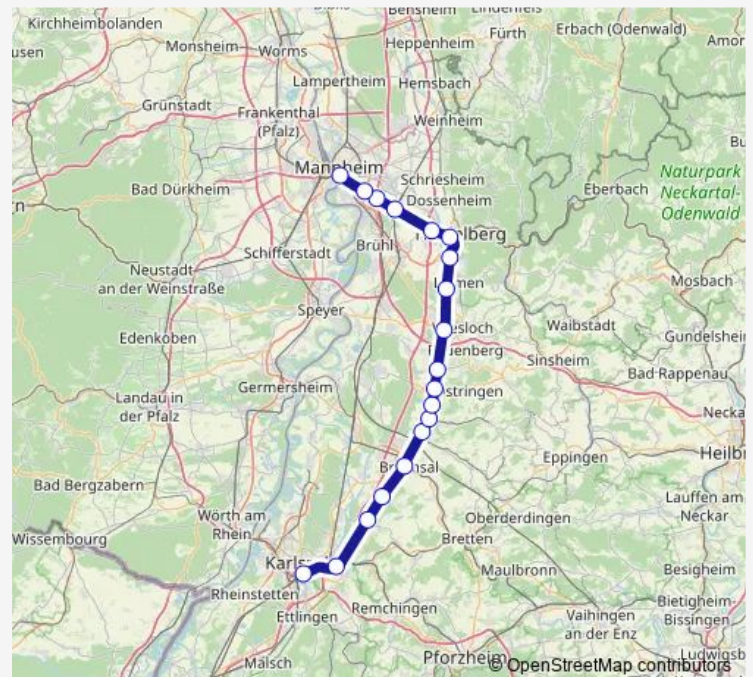 Kirchheimbolanden
Bensheim
Lindenfels
Erbach (Odenwald)
Monsheim
Worms
Heppenheim
Fürth
Lampertheim
Hemsbach
Grünstadt
Frankenthal
(Pfalz)
Weinheim
Schriesheim
Dossenheim
Bad Dürkheim
Eberbach
Naturpark
Neckartal-
Odenwald
Schifferstadt
Brühl
Neustadt
an der Weinstraße
Mosbach
Speyer
Waibstadt
Edenkoben
Gundelshei
Sinsheim
Bad Rappenau
Germersheim
Landau in
der Pfalz
Necka
Eppingen
Heilb
Bad Bergzabern
Lauffen am
Neckar
Wörth am
Rhein
Oberderdingen
Bretten
Wissembourg
Maulbronn
Besigheim
Rheinstetten
Remchingen
Bietigheim-
Bissingen
Ettlingen
Vaihingen
an der Enz
Malsch
Pforzheim
© OpenStreetMap contributors